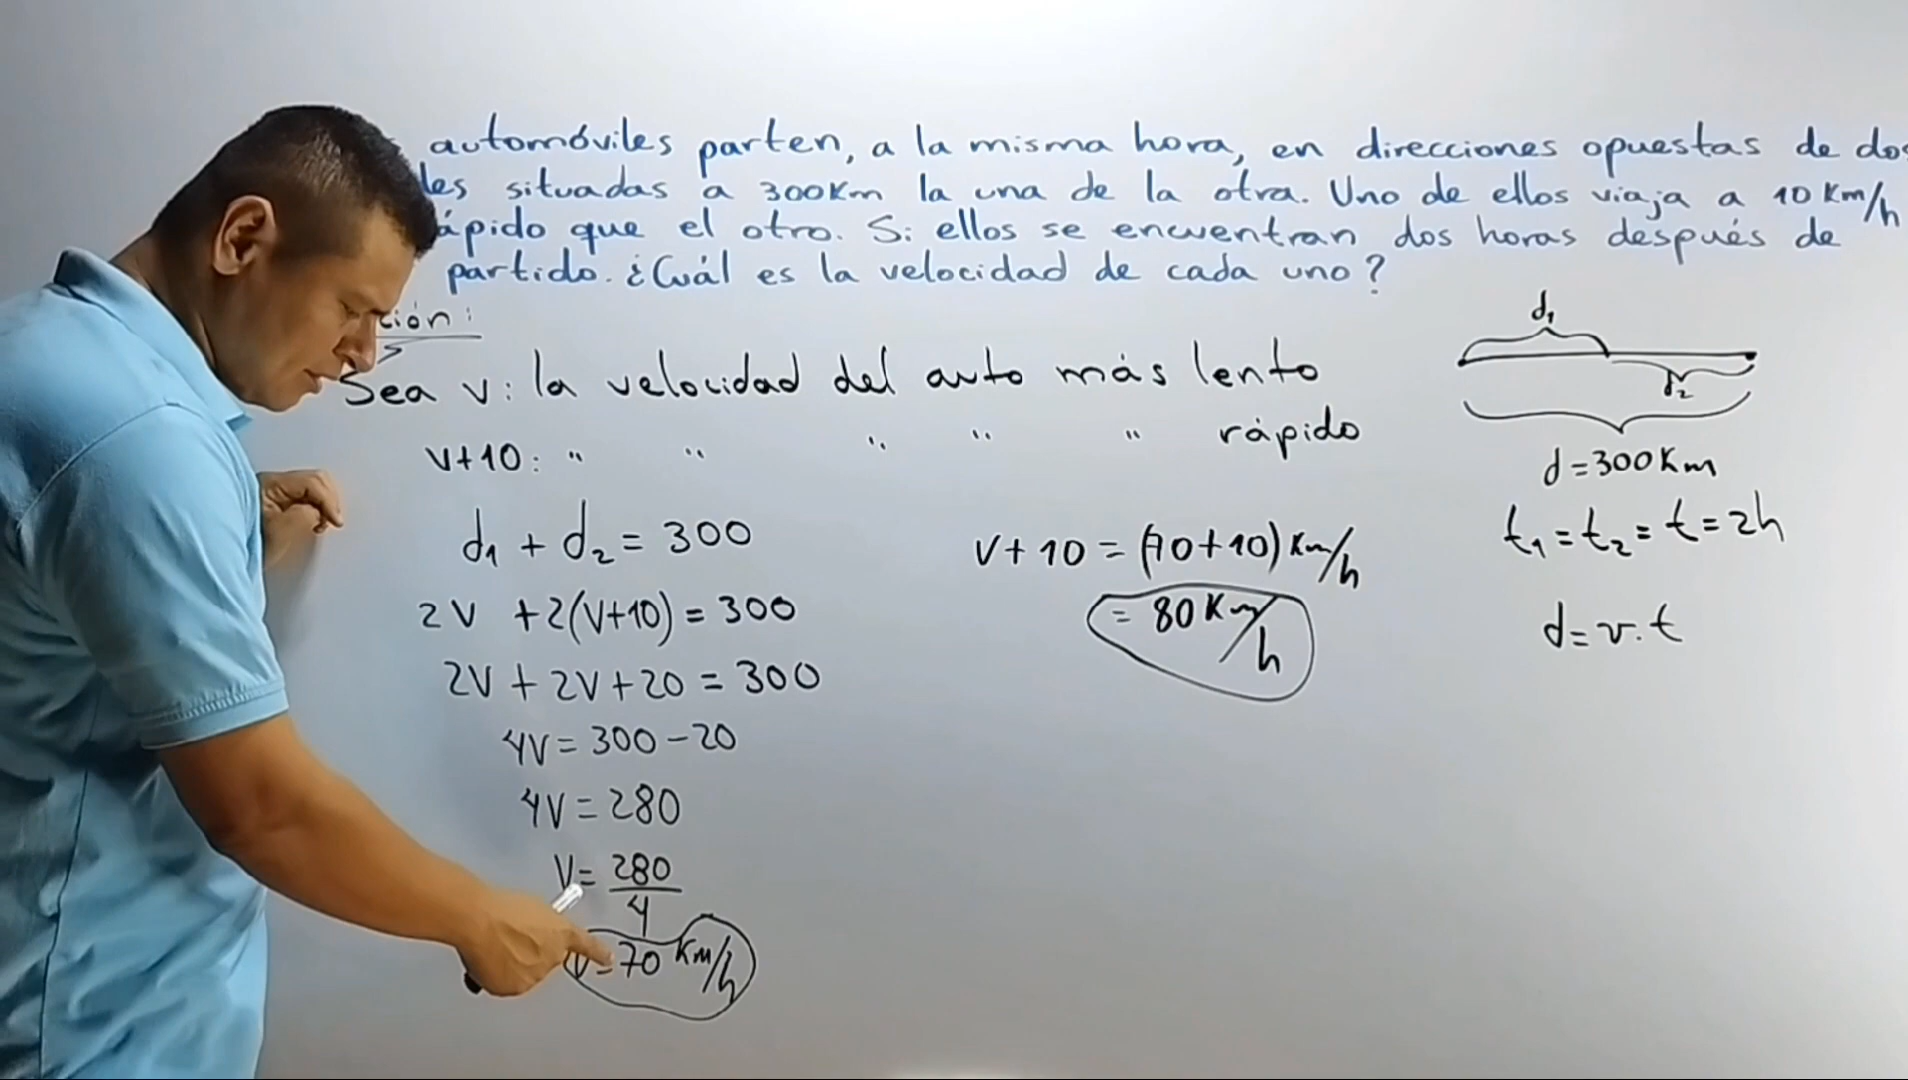 automóviles parten, a la misma hora, en direcciones opuestas de dos
les situadas a 300Km la una de la otra. Uno de ellos viaja a 10 Km/h
ápido que el otro. Si ellos se encuentran dos horas después de
partido. ¿Cuál es la velocidad de cada uno?
ción:
Sea v: la velocidad del auto más lento
v+10: " " " " " rápido
d₁ + d₂ = 300
2V + 2(V+10) = 300
2V + 2V + 20 = 300
4V = 300 - 20
4V = 280
V = 280/4
V = 70 Km/h
V + 10 = (70+10) Km/h
= 80 Km/h
d₁
d₂
d = 300 Km
t₁ = t₂ = t = 2h
d = v.t